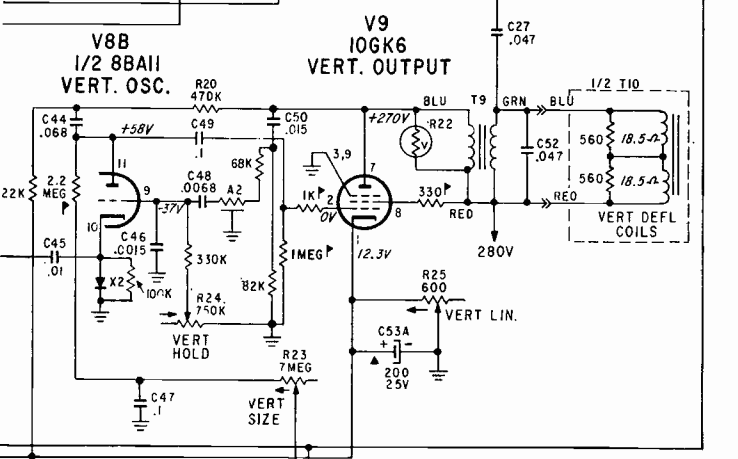 V8B
1/2 8BA11
VERT. OSC.
V9
10GK6
VERT. OUTPUT
C27
.047
R20
470K
C44
.068
+58V
C49
.1
C50
.015
+270V
BLU
T9
GRN
BLU
1/2 T10
R22
V
C52
.047
560
18.5Ω
560
18.5Ω
RED
RED
VERT DEFL
COILS
280V
11
9
10
22K
2.2
MEG
-37V
C48
.0068
A2
68K
3,9
7
1K
2
0V
8
330
1
12.3V
C46
.0015
C45
.01
X2
100K
330K
R24
750K
VERT
HOLD
82K
1MEG
R25
600
VERT LIN.
C53A
+
-
200
25V
R23
7MEG
VERT
SIZE
C47
.1